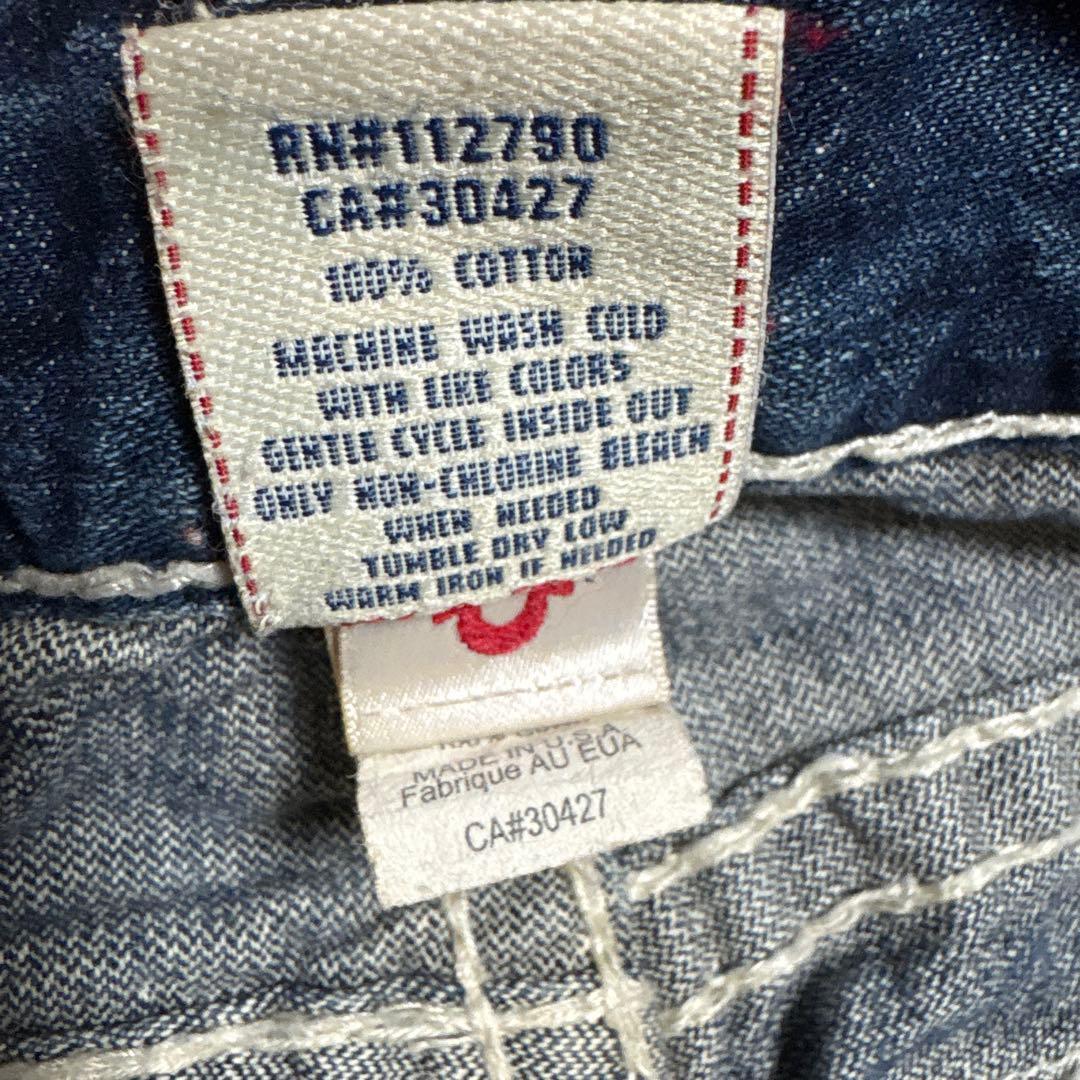 RN#112790
CA#30427
100% COTTON
MACHINE WASH COLD
WITH LIKE COLORS
GENTLE CYCLE INSIDE OUT
ONLY NON-CHLORINE BLEACH
WHEN NEEDED
TUMBLE DRY LOW
WARM IRON IF NEEDED
MADE IN U.S.A
Fabrique AU EUA
CA#30427